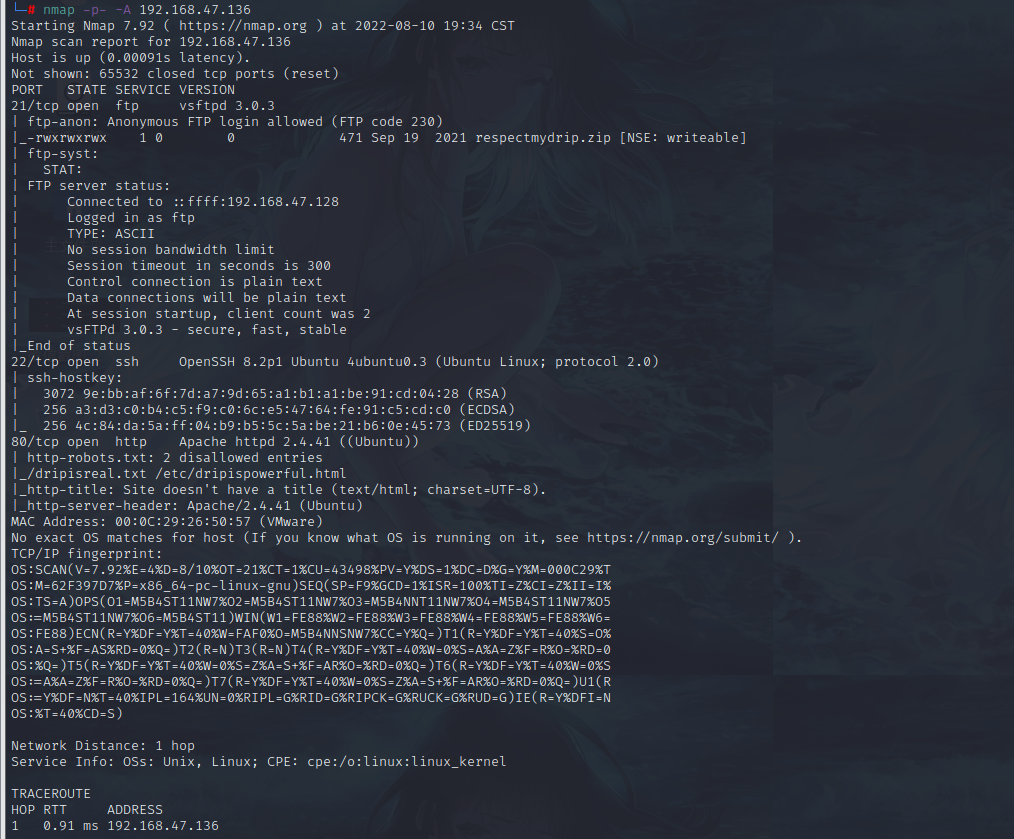 └─# nmap -p- -A 192.168.47.136
Starting Nmap 7.92 ( https://nmap.org ) at 2022-08-10 19:34 CST
Nmap scan report for 192.168.47.136
Host is up (0.00091s latency).
Not shown: 65532 closed tcp ports (reset)
PORT   STATE SERVICE VERSION
21/tcp open  ftp     vsftpd 3.0.3
| ftp-anon: Anonymous FTP login allowed (FTP code 230)
|_-rwxrwxrwx    1 0        0             471 Sep 19  2021 respectmydrip.zip [NSE: writeable]
| ftp-syst:
|   STAT:
| FTP server status:
|      Connected to ::ffff:192.168.47.128
|      Logged in as ftp
|      TYPE: ASCII
|      No session bandwidth limit
|      Session timeout in seconds is 300
|      Control connection is plain text
|      Data connections will be plain text
|      At session startup, client count was 2
|      vsFTPd 3.0.3 - secure, fast, stable
|_End of status
22/tcp open  ssh     OpenSSH 8.2p1 Ubuntu 4ubuntu0.3 (Ubuntu Linux; protocol 2.0)
| ssh-hostkey:
|   3072 9e:bb:af:6f:7d:a7:9d:65:a1:b1:a1:be:91:cd:04:28 (RSA)
|   256 a3:d3:c0:b4:c5:f9:c0:6c:e5:47:64:fe:91:c5:cd:c0 (ECDSA)
|_  256 4c:84:da:5a:ff:04:b9:b5:5c:5a:be:21:b6:0e:45:73 (ED25519)
80/tcp open  http    Apache httpd 2.4.41 ((Ubuntu))
| http-robots.txt: 2 disallowed entries
|_/dripisreal.txt /etc/dripispowerful.html
|_http-title: Site doesn't have a title (text/html; charset=UTF-8).
|_http-server-header: Apache/2.4.41 (Ubuntu)
MAC Address: 00:0C:29:26:50:57 (VMware)
No exact OS matches for host (If you know what OS is running on it, see https://nmap.org/submit/ ).
TCP/IP fingerprint:
OS:SCAN(V=7.92%E=4%D=8/10%OT=21%CT=1%CU=43498%PV=Y%DS=1%DC=D%G=Y%M=000C29%T
OS:M=62F397D7%P=x86_64-pc-linux-gnu)SEQ(SP=F9%GCD=1%ISR=100%TI=Z%CI=Z%II=I%
OS:TS=A)OPS(O1=M5B4ST11NW7%O2=M5B4ST11NW7%O3=M5B4NNT11NW7%O4=M5B4ST11NW7%O5
OS:=M5B4ST11NW7%O6=M5B4ST11)WIN(W1=FE88%W2=FE88%W3=FE88%W4=FE88%W5=FE88%W6=
OS:FE88)ECN(R=Y%DF=Y%T=40%W=FAF0%O=M5B4NNSNW7%CC=Y%Q=)T1(R=Y%DF=Y%T=40%S=O%
OS:A=S+%F=AS%RD=0%Q=)T2(R=N)T3(R=N)T4(R=Y%DF=Y%T=40%W=0%S=A%A=Z%F=R%O=%RD=0
OS:%Q=)T5(R=Y%DF=Y%T=40%W=0%S=Z%A=S+%F=AR%O=%RD=0%Q=)T6(R=Y%DF=Y%T=40%W=0%S
OS:=A%A=Z%F=R%O=%RD=0%Q=)T7(R=Y%DF=Y%T=40%W=0%S=Z%A=S+%F=AR%O=%RD=0%Q=)U1(R
OS:=Y%DF=N%T=40%IPL=164%UN=0%RIPL=G%RID=G%RIPCK=G%RUCK=G%RUD=G)IE(R=Y%DFI=N
OS:%T=40%CD=S)
Network Distance: 1 hop
Service Info: OSs: Unix, Linux; CPE: cpe:/o:linux:linux_kernel
TRACEROUTE
HOP RTT     ADDRESS
1   0.91 ms 192.168.47.136